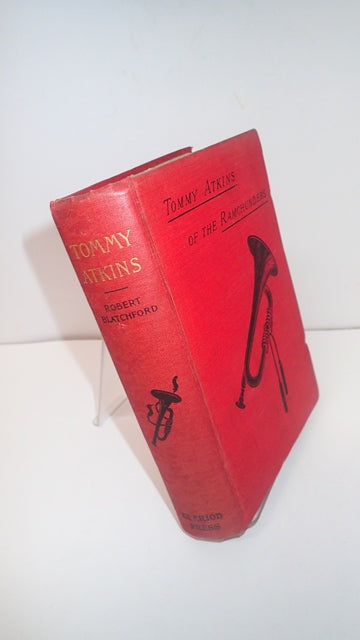 TOMMY
ATKINS
ROBERT
BLATCHFORD
CLARION
PRESS
TOMMY ATKINS
OF THE RAMCHUNDERS